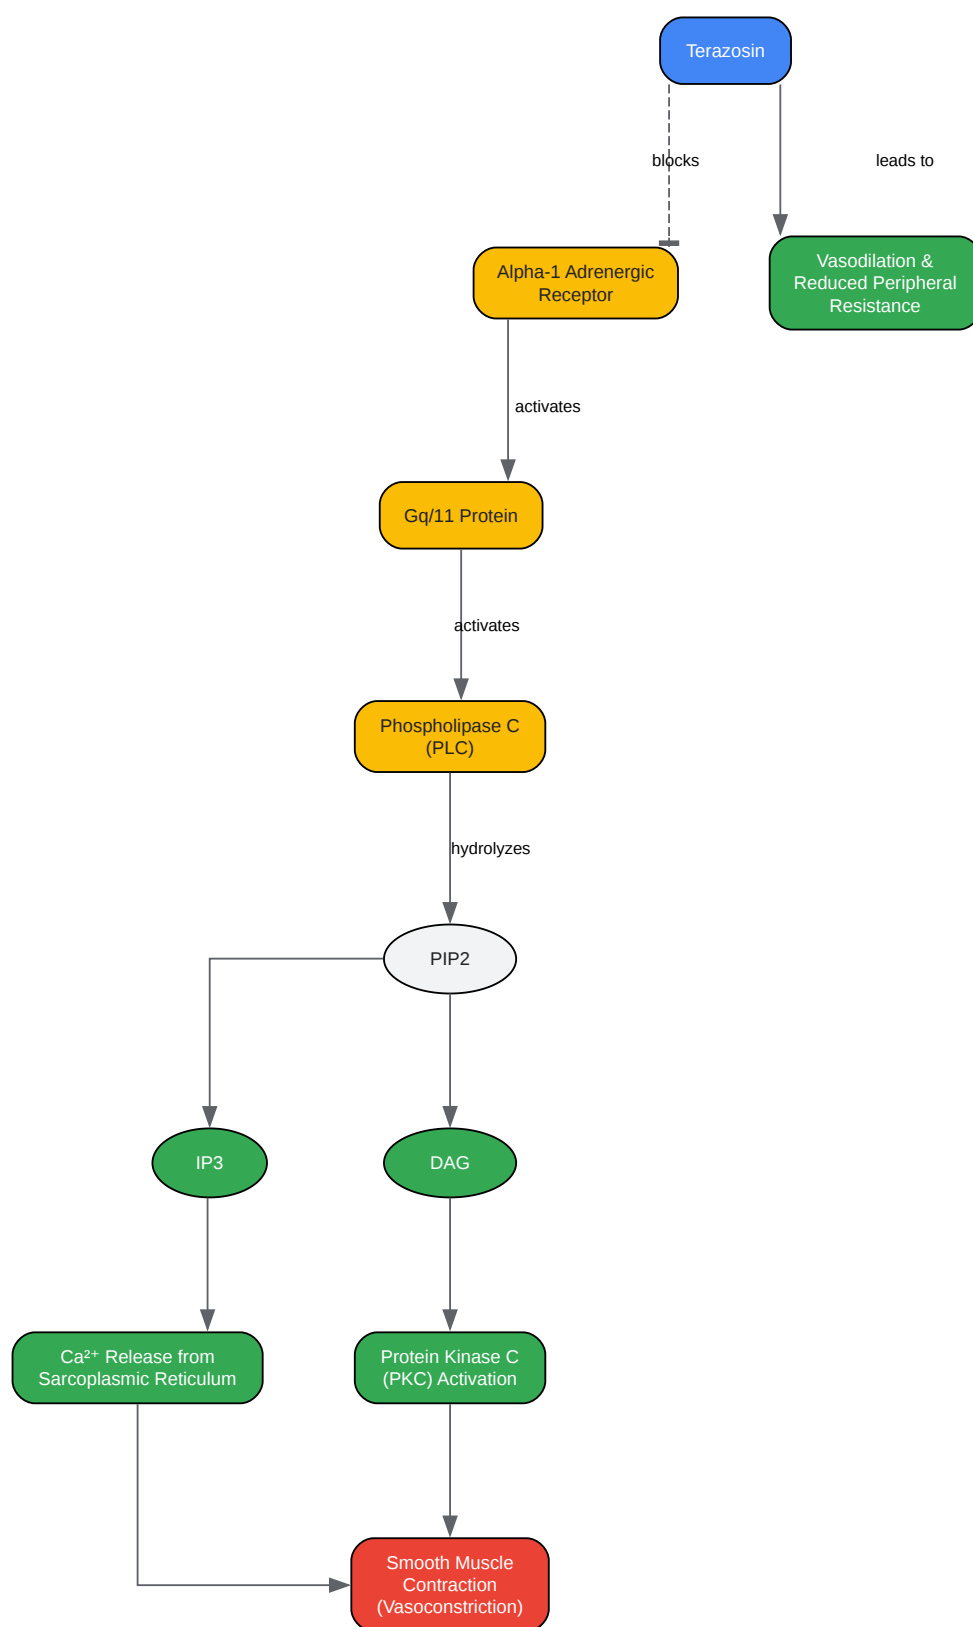 Terazosin
blocks
leads to
Alpha-1 Adrenergic
Receptor
Vasodilation &
Reduced Peripheral
Resistance
activates
Gq/11 Protein
activates
Phospholipase C
(PLC)
hydrolyzes
PIP2
IP3
DAG
Ca²⁺ Release from
Sarcoplasmic Reticulum
Protein Kinase C
(PKC) Activation
Smooth Muscle
Contraction
(Vasoconstriction)